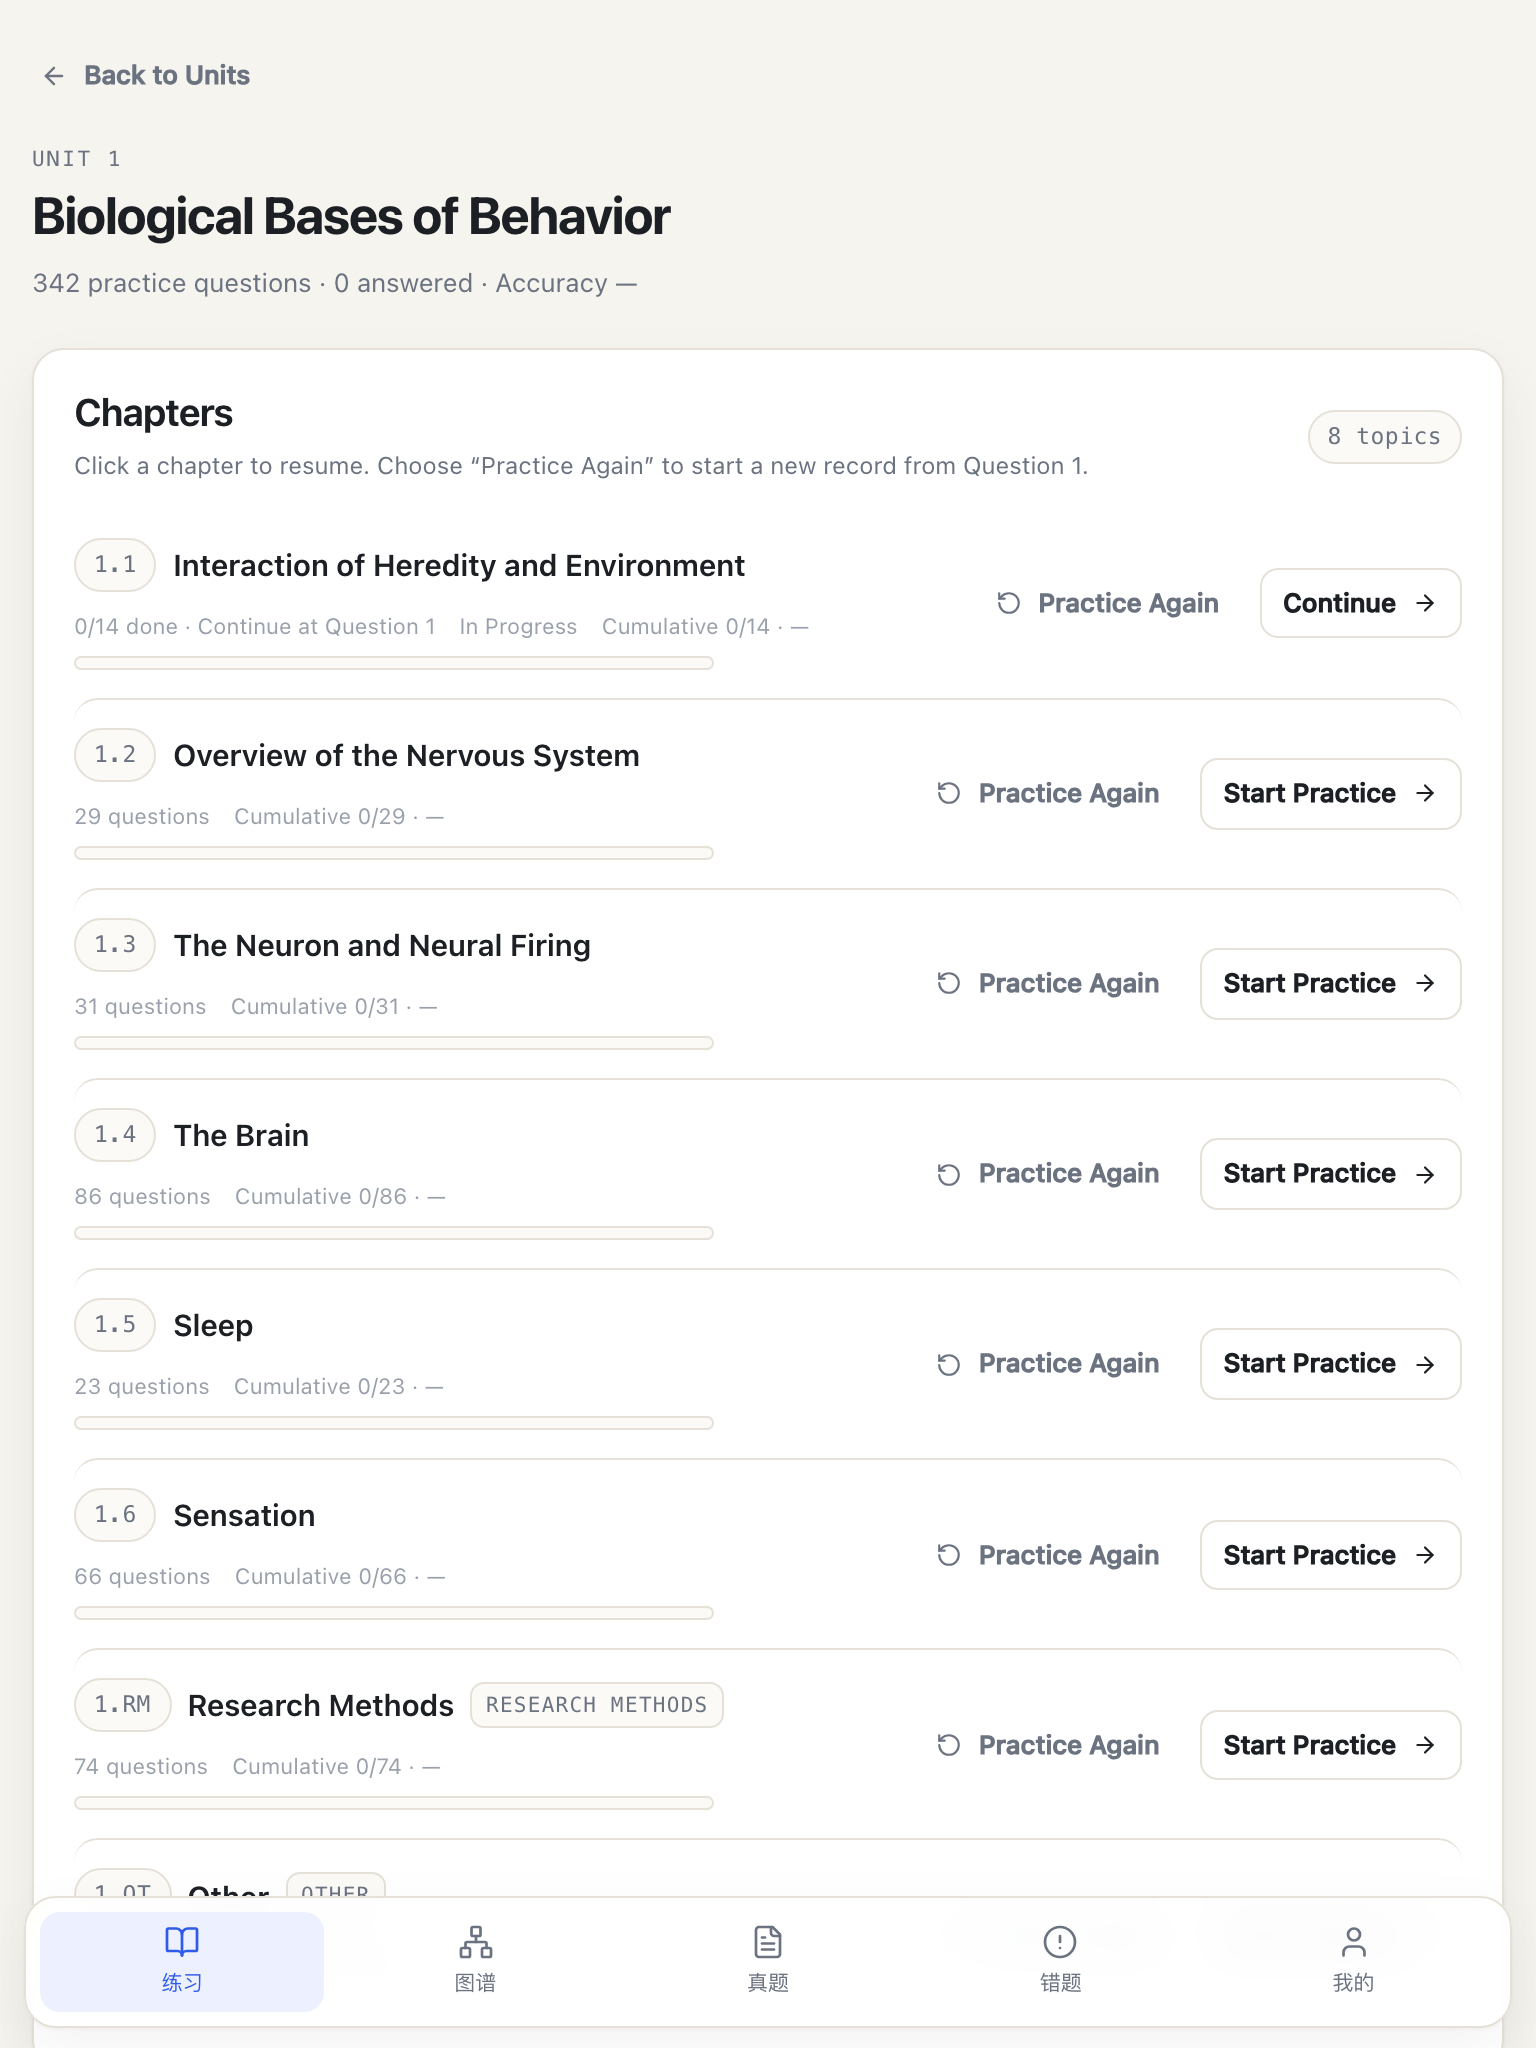 Back to Units
UNIT 1
Biological Bases of Behavior
342 practice questions · 0 answered · Accuracy —
Chapters
Click a chapter to resume. Choose “Practice Again” to start a new record from Question 1.
8 topics
1.1 Interaction of Heredity and Environment
0/14 done · Continue at Question 1 In Progress Cumulative 0/14 · —
Practice Again Continue
1.2 Overview of the Nervous System
29 questions Cumulative 0/29 · —
Practice Again Start Practice
1.3 The Neuron and Neural Firing
31 questions Cumulative 0/31 · —
Practice Again Start Practice
1.4 The Brain
86 questions Cumulative 0/86 · —
Practice Again Start Practice
1.5 Sleep
23 questions Cumulative 0/23 · —
Practice Again Start Practice
1.6 Sensation
66 questions Cumulative 0/66 · —
Practice Again Start Practice
1.RM Research Methods RESEARCH METHODS
74 questions Cumulative 0/74 · —
Practice Again Start Practice
1.OT Other OTHER
练习 图谱 真题 错题 我的